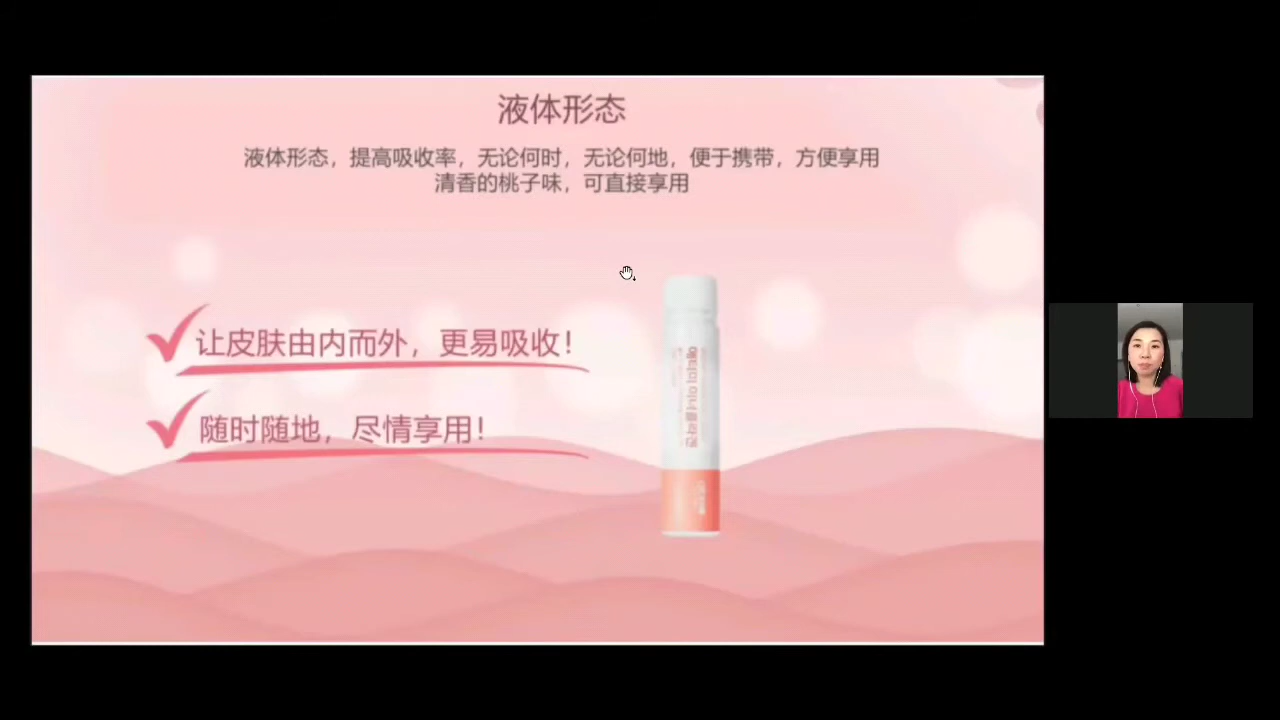 液体形态
液体形态，提高吸收率，无论何时，无论何地，便于携带，方便享用
清香的桃子味，可直接享用
让皮肤由内而外，更易吸收！
随时随地，尽情享用！